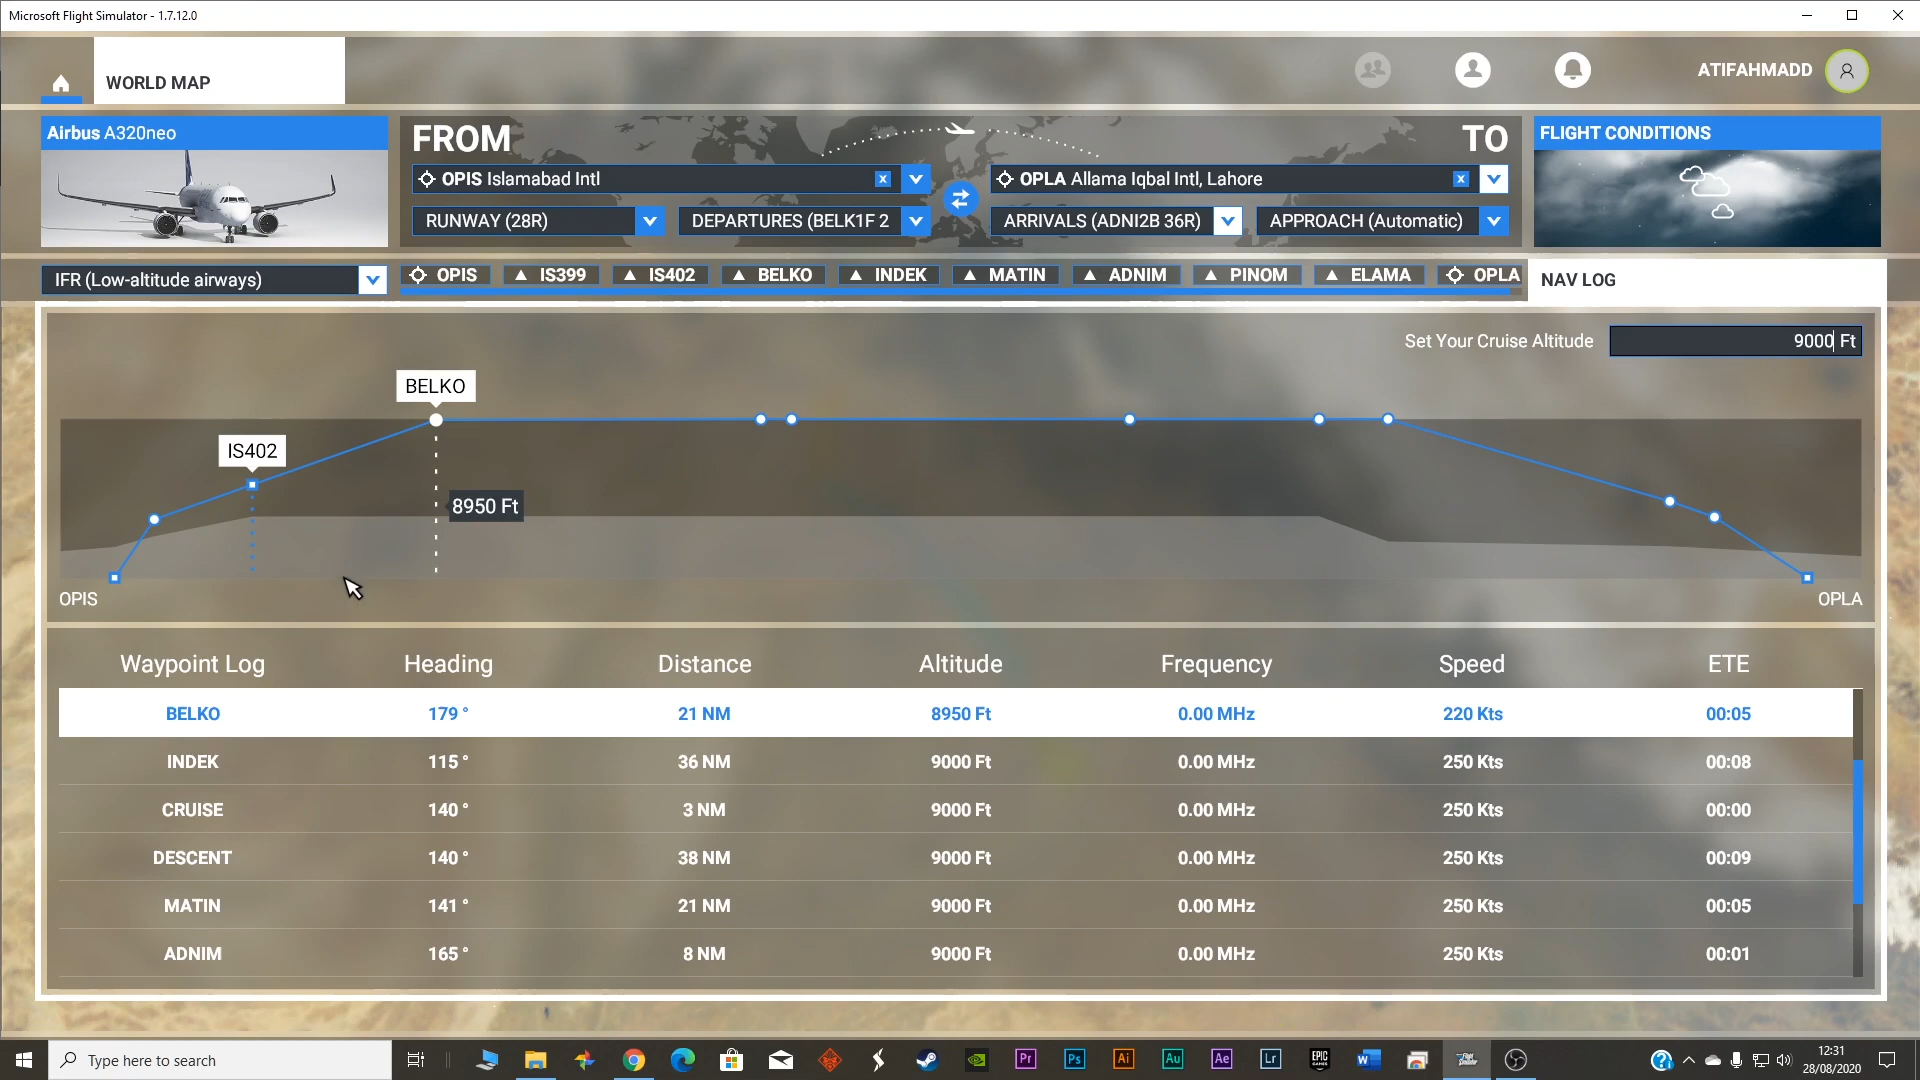 Microsoft Flight Simulator - 1.7.12.0
WORLD MAP
ATIFAHMADD
Airbus A320neo
FROM
TO
FLIGHT CONDITIONS
OPIS Islamabad Intl
x
OPLA Allama Iqbal Intl, Lahore
x
RUNWAY (28R)
DEPARTURES (BELK1F 2
ARRIVALS (ADNI2B 36R)
APPROACH (Automatic)
IFR (Low-altitude airways)
OPIS
IS399
IS402
BELKO
INDEK
MATIN
ADNIM
PINOM
ELAMA
OPLA
NAV LOG
Set Your Cruise Altitude
9000 Ft
BELKO
IS402
8950 Ft
OPIS
OPLA
Waypoint Log Heading Distance Altitude Frequency Speed ETE
BELKO 179 ° 21 NM 8950 Ft 0.00 MHz 220 Kts 00:05
INDEK 115 ° 36 NM 9000 Ft 0.00 MHz 250 Kts 00:08
CRUISE 140 ° 3 NM 9000 Ft 0.00 MHz 250 Kts 00:00
DESCENT 140 ° 38 NM 9000 Ft 0.00 MHz 250 Kts 00:09
MATIN 141 ° 21 NM 9000 Ft 0.00 MHz 250 Kts 00:05
ADNIM 165 ° 8 NM 9000 Ft 0.00 MHz 250 Kts 00:01
Type here to search
Pr
Ps
Ai
Au
Ae
Lr
EPIC
GAMES
W
12:31
28/08/2020